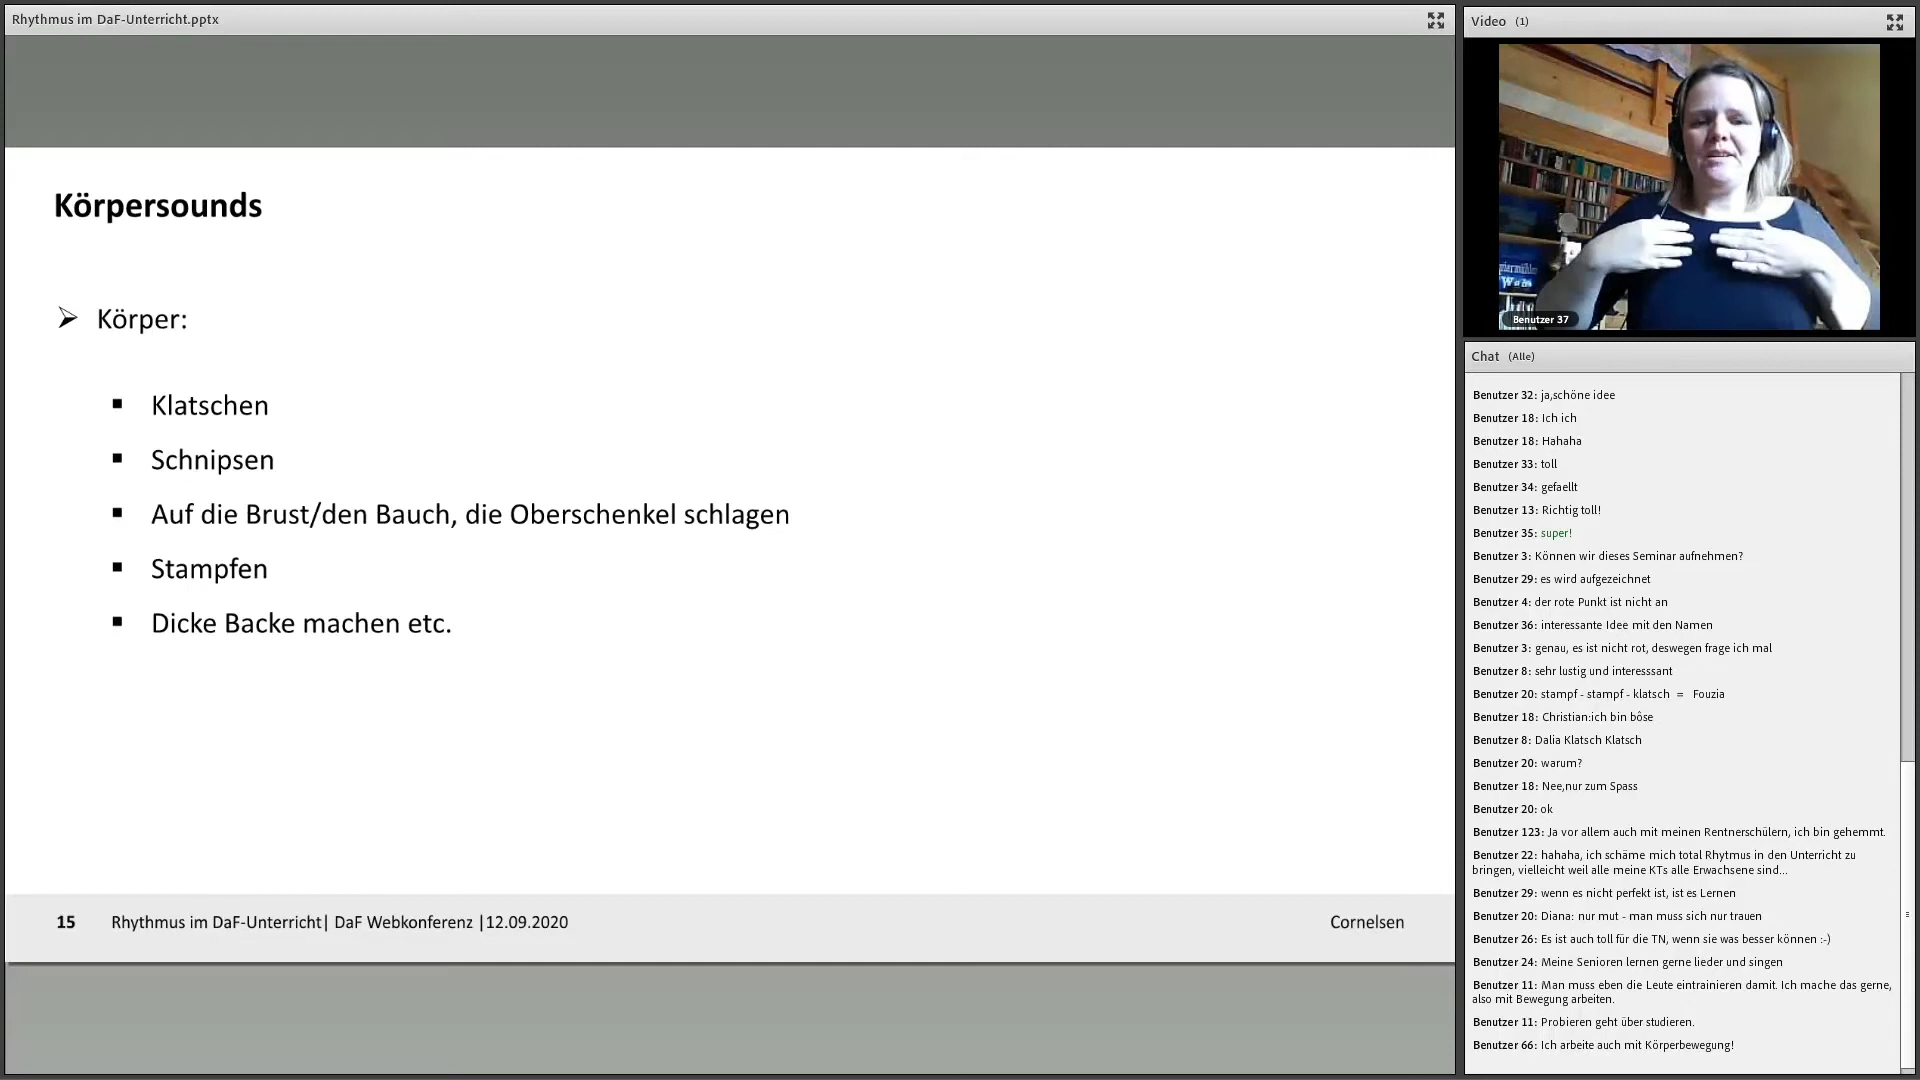 Rhythmus im DaF-Unterricht.pptx
Körpersounds
➢ Körper:
▪ Klatschen
▪ Schnipsen
▪ Auf die Brust/den Bauch, die Oberschenkel schlagen
▪ Stampfen
▪ Dicke Backe machen etc.
15 Rhythmus im DaF-Unterricht| DaF Webkonferenz |12.09.2020 Cornelsen
Video (1)
Benutzer 37
Chat (Alle)
Benutzer 32: ja,schöne idee
Benutzer 18: Ich ich
Benutzer 18: Hahaha
Benutzer 33: toll
Benutzer 34: gefaellt
Benutzer 13: Richtig toll!
Benutzer 35: super!
Benutzer 3: Können wir dieses Seminar aufnehmen?
Benutzer 29: es wird aufgezeichnet
Benutzer 4: der rote Punkt ist nicht an
Benutzer 36: interessante Idee mit den Namen
Benutzer 3: genau, es ist nicht rot, deswegen frage ich mal
Benutzer 8: sehr lustig und interesssant
Benutzer 20: stampf - stampf - klatsch = Fouzia
Benutzer 18: Christian:ich bin bôse
Benutzer 8: Dalia Klatsch Klatsch
Benutzer 20: warum?
Benutzer 18: Nee,nur zum Spass
Benutzer 20: ok
Benutzer 123: Ja vor allem auch mit meinen Rentnerschülern, ich bin gehemmt.
Benutzer 22: hahaha, ich schäme mich total Rhytmus in den Unterricht zu
bringen, vielleicht weil alle meine KTs alle Erwachsene sind...
Benutzer 29: wenn es nicht perfekt ist, ist es Lernen
Benutzer 20: Diana: nur mut - man muss sich nur trauen
Benutzer 26: Es ist auch toll für die TN, wenn sie was besser können :-)
Benutzer 24: Meine Senioren lernen gerne lieder und singen
Benutzer 11: Man muss eben die Leute eintrainieren damit. Ich mache das gerne,
also mit Bewegung arbeiten.
Benutzer 11: Probieren geht über studieren.
Benutzer 66: Ich arbeite auch mit Körperbewegung!